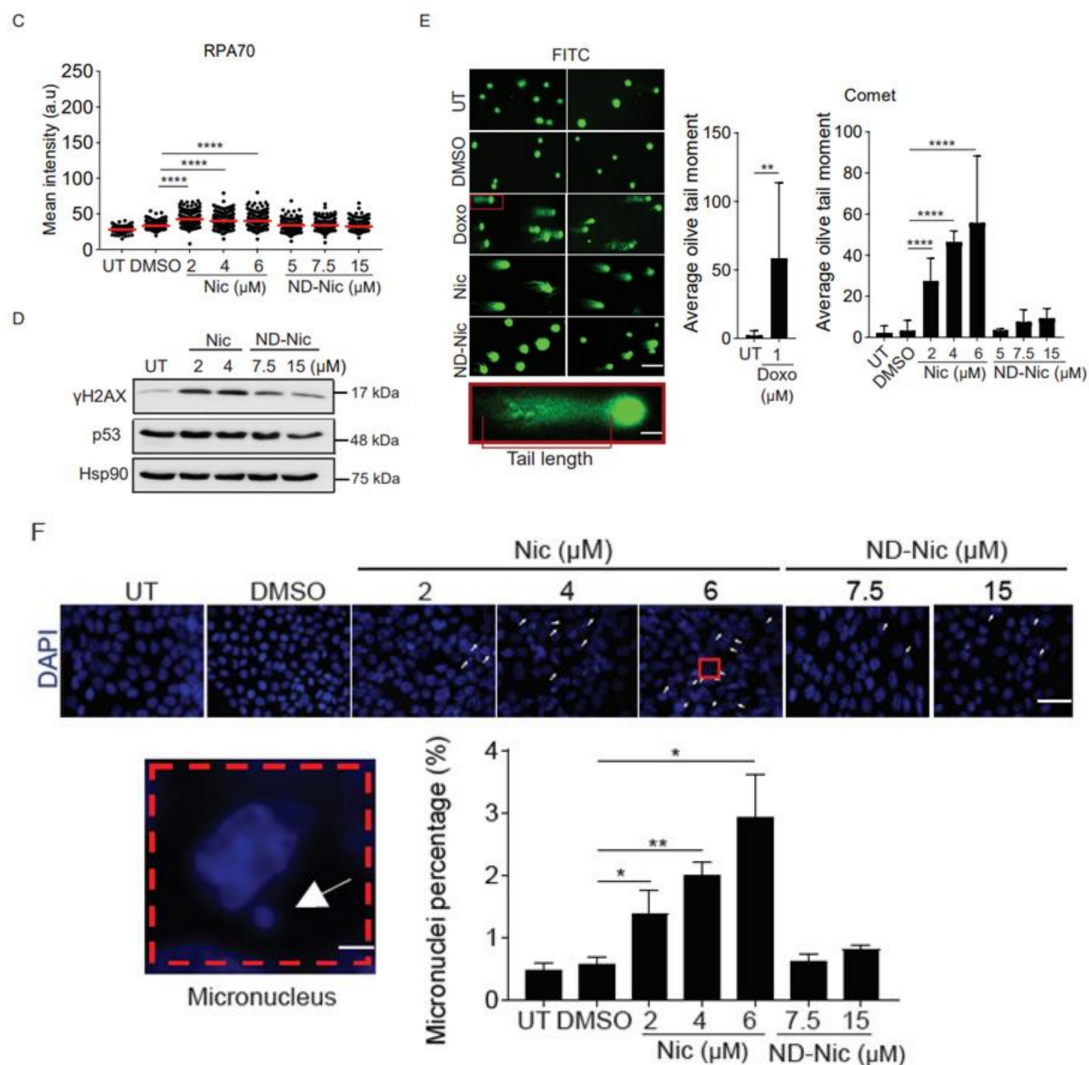 C
RPA70
Mean intensity (a.u)
250
200
150
100
50
0
****
****
****
UT DMSO 2 4 6 5 7.5 15
Nic (µM) ND-Nic (µM)
D
Nic ND-Nic
UT 2 4 7.5 15 (µM)
γH2AX 17 kDa
p53 48 kDa
Hsp90 75 kDa
E
FITC
UT
DMSO
Doxo
Nic
ND-Nic
Tail length
Average oilve tail moment
150
100
50
0
**
UT 1
Doxo
(µM)
Comet
Average oilve tail moment
100
80
60
40
20
0
****
****
****
UT DMSO 2 4 6 5 7.5 15
Nic (µM) ND-Nic (µM)
F
Nic (µM) ND-Nic (µM)
UT DMSO 2 4 6 7.5 15
DAPI
Micronucleus
Micronuclei percentage (%)
4
3
2
1
0
*
**
*
UT DMSO 2 4 6 7.5 15
Nic (µM) ND-Nic (µM)